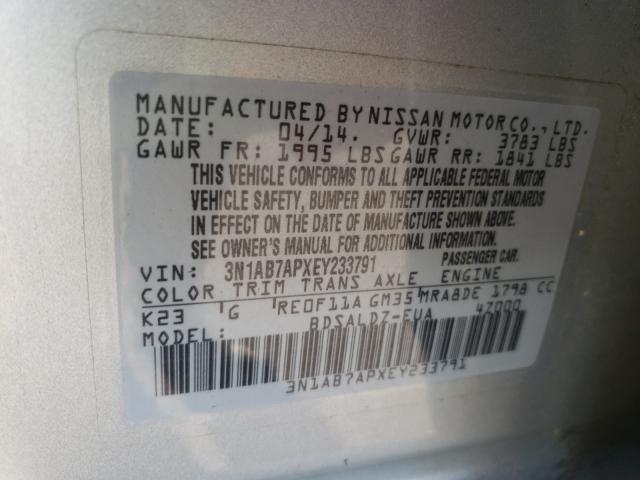 MANUFACTURED BY NISSAN MOTOR CO., LTD.
DATE: 04/14. GVWR: 3783 LBS
GAWR FR: 1995 LBS GAWR RR: 1841 LBS
THIS VEHICLE CONFORMS TO ALL APPLICABLE FEDERAL MOTOR
VEHICLE SAFETY, BUMPER AND THEFT PREVENTION STANDARDS
IN EFFECT ON THE DATE OF MANUFACTURE SHOWN ABOVE.
SEE OWNER'S MANUAL FOR ADDITIONAL INFORMATION.
VIN: 3N1AB7APXEY233791 PASSENGER CAR.
COLOR TRIM TRANS AXLE ENGINE
K23 G RE0F11A GM35 MRA8DE 1798 CC
MODEL: BDSALDZ-EUA 4Z000
3N1AB7APXEY233791